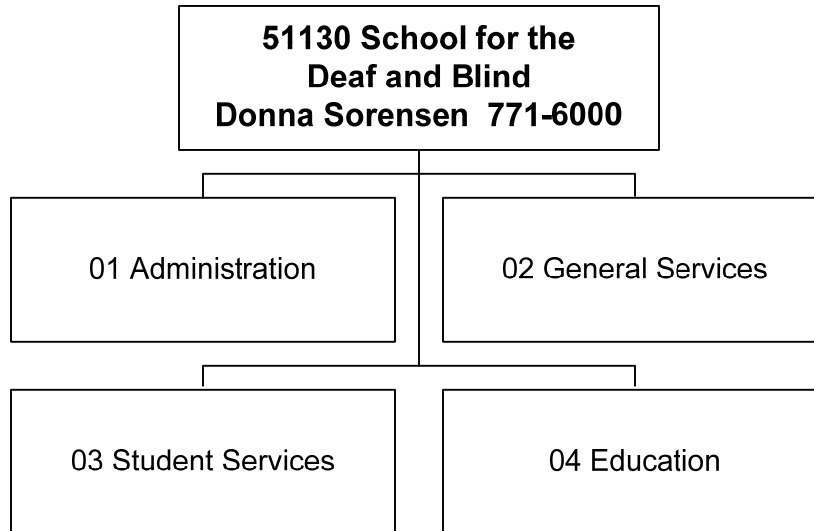 51130 School for the
Deaf and Blind
Donna Sorensen 771-6000
01 Administration
02 General Services
03 Student Services
04 Education